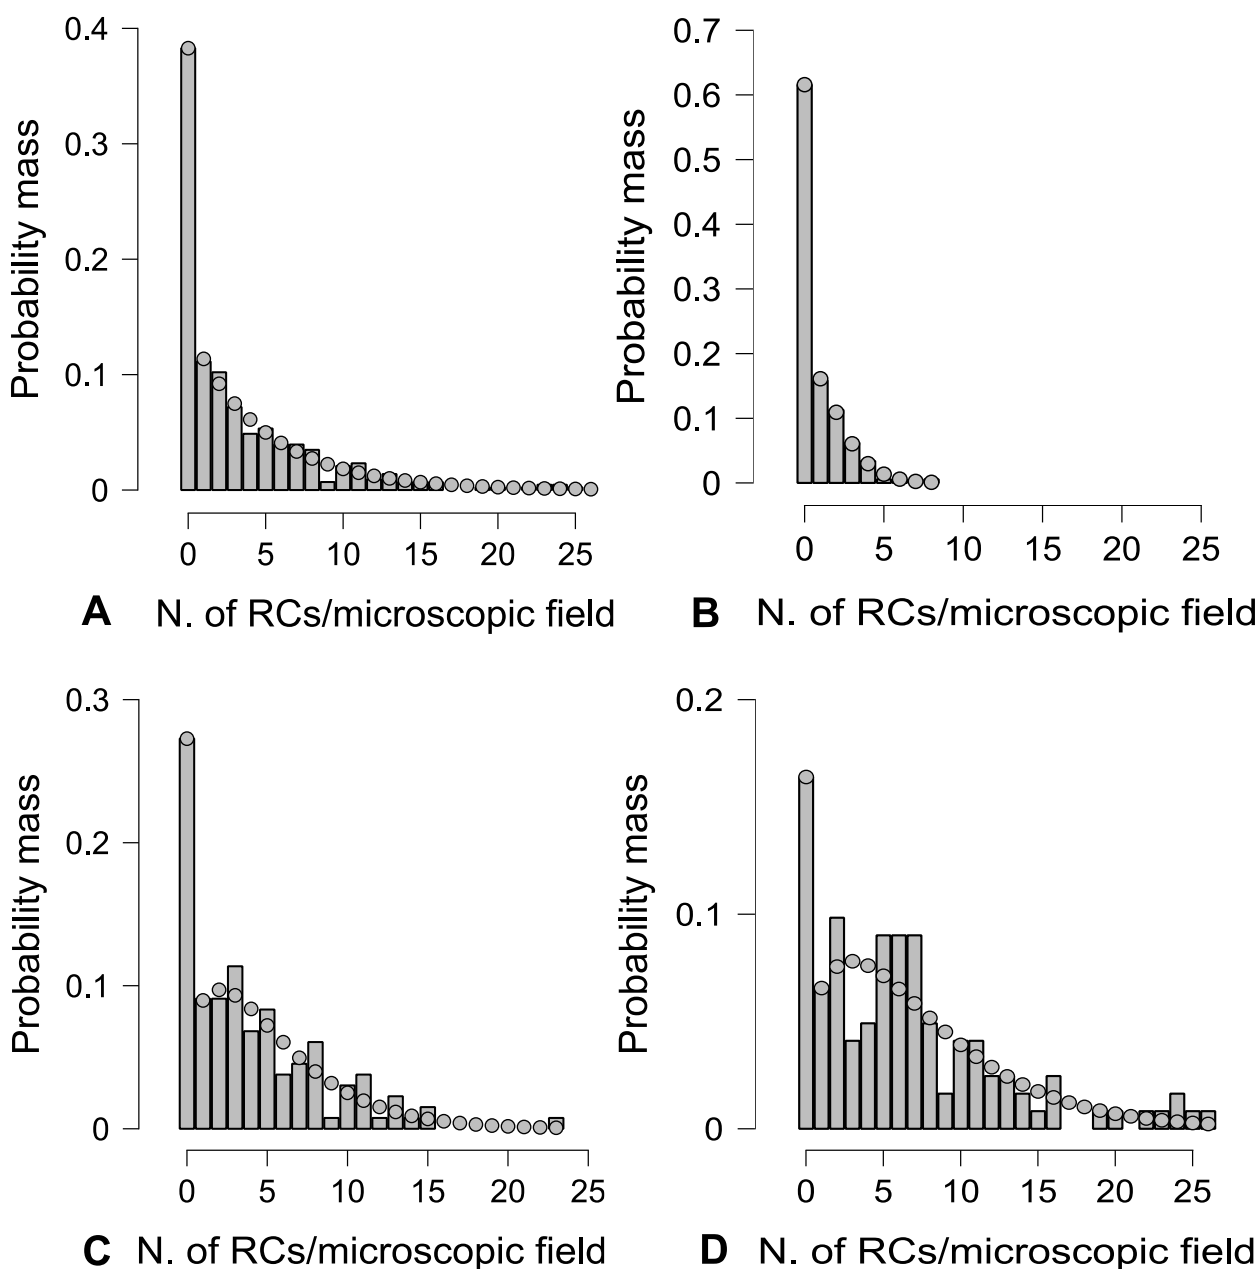 Probability mass
0.4
0.3
0.2
0.1
0
0 5 10 15 20 25
A N. of RCs/microscopic field
Probability mass
0.7
0.6
0.5
0.4
0.3
0.2
0.1
0
0 5 10 15 20 25
B N. of RCs/microscopic field
Probability mass
0.3
0.2
0.1
0
0 5 10 15 20 25
C N. of RCs/microscopic field
Probability mass
0.2
0.1
0
0 5 10 15 20 25
D N. of RCs/microscopic field